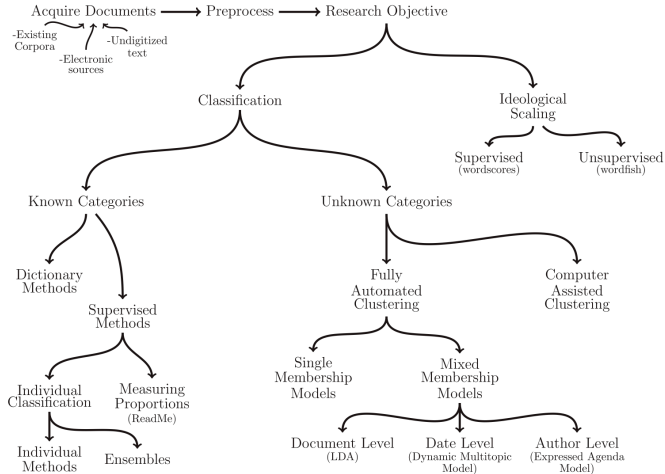 Acquire Documents
Preprocess
Research Objective
-Existing
Corpora
-Electronic
sources
-Undigitized
text
Classification
Ideological
Scaling
Supervised
(wordscores)
Unsupervised
(wordfish)
Known Categories
Unknown Categories
Dictionary
Methods
Supervised
Methods
Fully
Automated
Clustering
Computer
Assisted
Clustering
Individual
Classification
Measuring
Proportions
(ReadMe)
Single
Membership
Models
Mixed
Membership
Models
Individual
Methods
Ensembles
Document Level
(LDA)
Date Level
(Dynamic Multitopic
Model)
Author Level
(Expressed Agenda
Model)